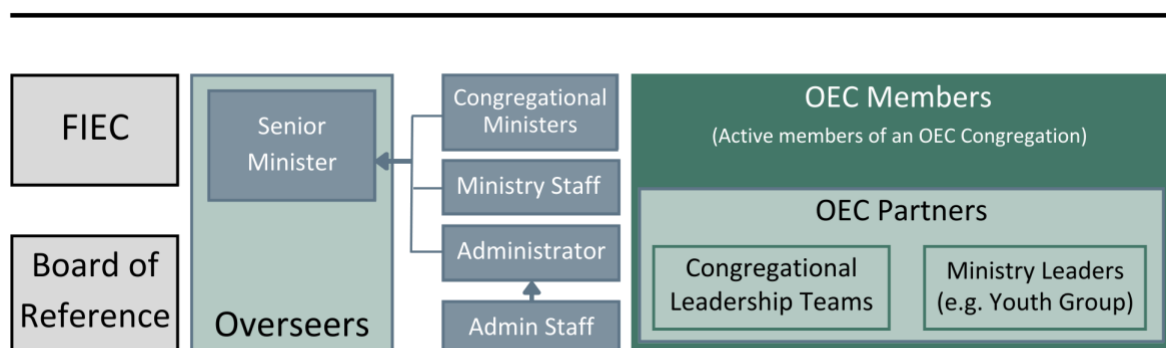 FIEC
Board of
Reference
Senior
Minister
Overseers
Congregational
Ministers
Ministry Staff
Administrator
Admin Staff
OEC Members
(Active members of an OEC Congregation)
OEC Partners
Congregational
Leadership Teams
Ministry Leaders
(e.g. Youth Group)